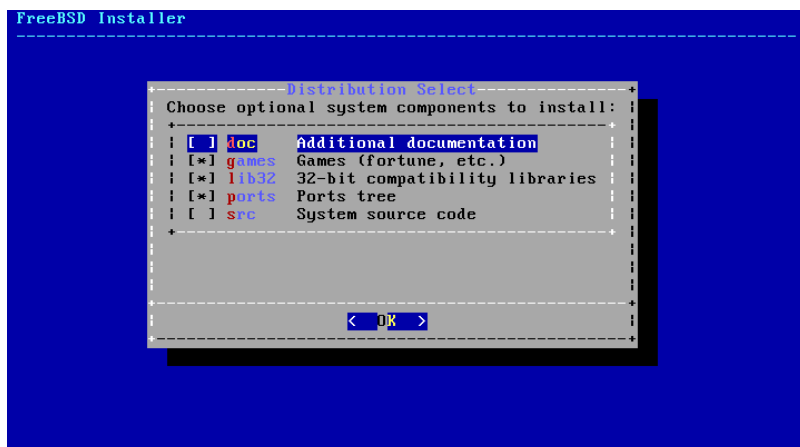 FreeBSD Installer
Distribution Select
Choose optional system components to install:
[ ] doc Additional documentation
[*] games Games (fortune, etc.)
[*] lib32 32-bit compatibility libraries
[*] ports Ports tree
[ ] src System source code
< OK >